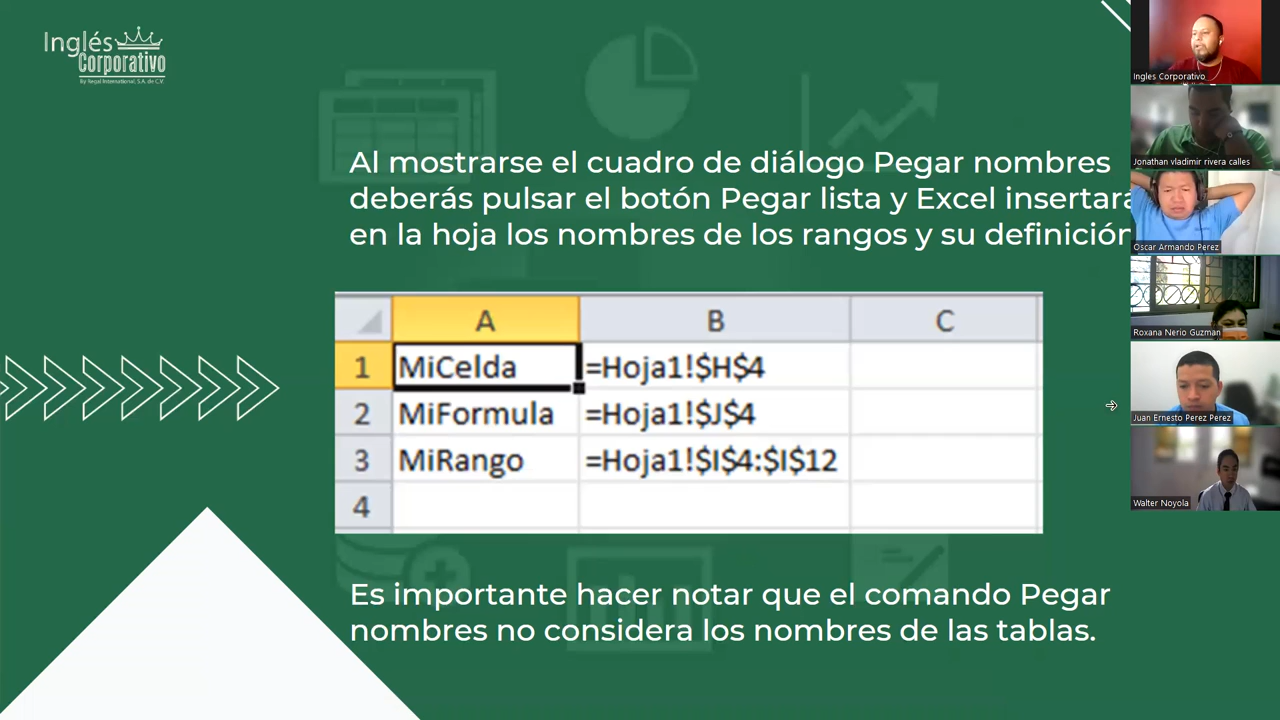 Inglés
Corporativo
By Regal International, S.A. de C.V.
Al mostrarse el cuadro de diálogo Pegar nombres
deberás pulsar el botón Pegar lista y Excel insertará
en la hoja los nombres de los rangos y su definición
A B C
1 MiCelda =Hoja1!$H$4
2 MiFormula =Hoja1!$J$4
3 MiRango =Hoja1!$I$4:$I$12
4
Es importante hacer notar que el comando Pegar
nombres no considera los nombres de las tablas.
Ingles Corporativo
Jonathan vladimir rivera calles
Oscar Armando Perez
Roxana Nerio Guzman
Juan Ernesto Perez Perez
Walter Noyola